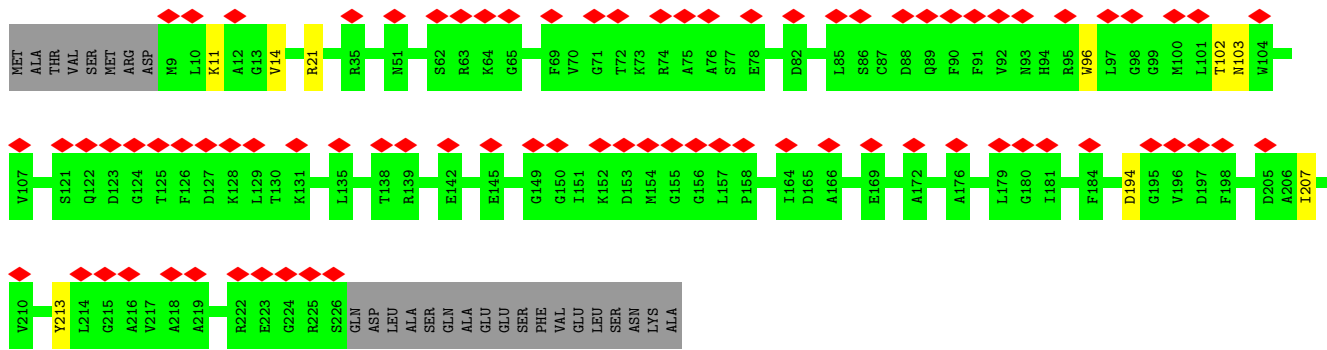 MET ALA THR VAL SER MET ARG ASP M9 L10 K11 A12 G13 V14 R21 R35 N51 S62 R63 K64 G65 F69 V70 G71 T72 K73 R74 A75 A76 S77 E78 D82 L85 S86 C87 D88 Q89 F90 F91 V92 N93 H94 R95 W96 L97 G98 G99 M100 L101 T102 N103 W104
V107 S121 Q122 D123 G124 T125 F126 D127 K128 L129 T130 K131 L135 T138 R139 E142 E145 G149 G150 I151 K152 D153 M154 G155 G156 L157 P158 I164 D165 A166 E169 A172 A176 L179 G180 I181 F184 D194 G195 V196 D197 F198 D205 A206 I207
V210 Y213 L214 G215 A216 V217 A218 A219 R222 E223 G224 R225 S226 GLN ASP LEU ALA SER GLN ALA GLU GLU SER PHE VAL GLU LEU SER ASN LYS ALA